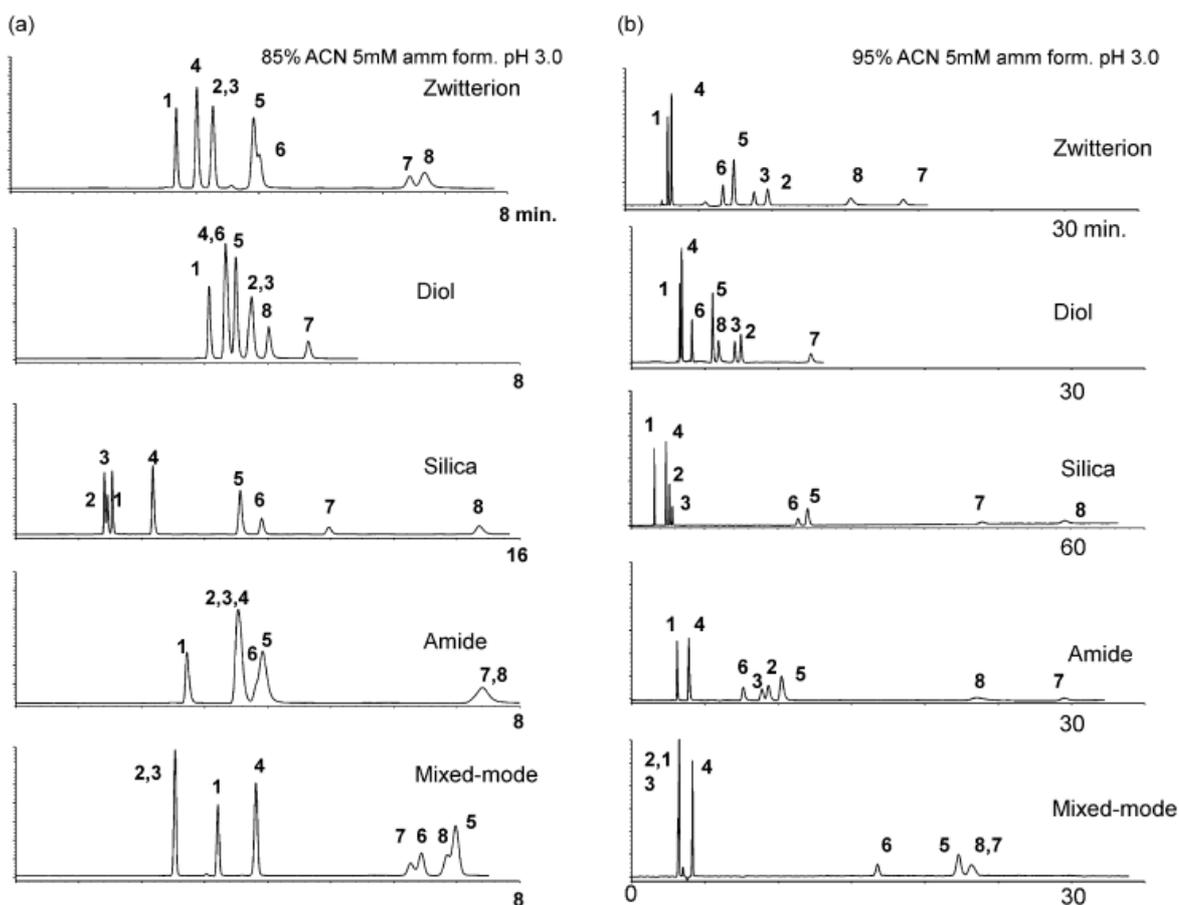 (a)
85% ACN 5mM amm form. pH 3.0
Zwitterion
1 4 2,3 5 6 7 8
8 min.
Diol
1 4,6 5 2,3 8 7
8
Silica
2 3 1 4 5 6 7 8
16
Amide
1 2,3,4 6 5 7,8
8
Mixed-mode
2,3 1 4 7 6 8 5
8
(b)
95% ACN 5mM amm form. pH 3.0
Zwitterion
1 4 6 5 3 2 8 7
30 min.
Diol
1 4 6 5 8 3 2 7
30
Silica
1 4 2 3 6 5 7 8
60
Amide
1 4 6 3 2 5 8 7
30
Mixed-mode
2,1
3
4 6 5 8,7
0 30